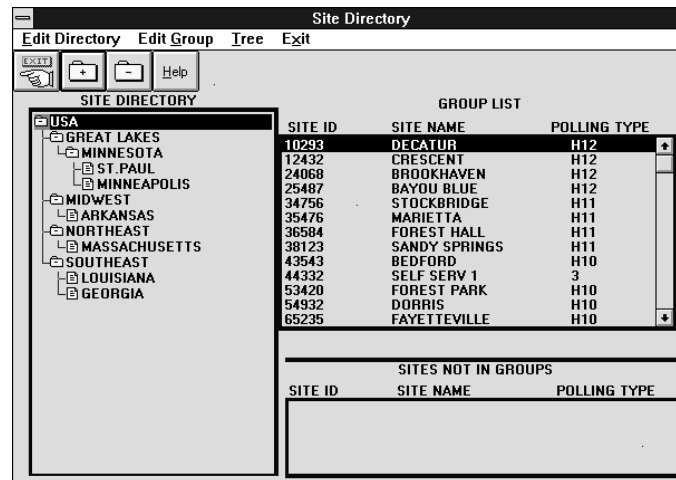 Site Directory
Edit Directory Edit Group Tree Exit
EXIT + - Help
SITE DIRECTORY
USA
GREAT LAKES
MINNESOTA
ST.PAUL
MINNEAPOLIS
MIDWEST
ARKANSAS
NORTHEAST
MASSACHUSETTS
SOUTHEAST
LOUISIANA
GEORGIA
GROUP LIST
SITE ID SITE NAME POLLING TYPE
10293 DECATUR H12
12432 CRESCENT H12
24068 BROOKHAVEN H12
25487 BAYOU BLUE H12
34756 STOCKBRIDGE H11
35476 MARIETTA H11
36584 FOREST HALL H11
38123 SANDY SPRINGS H11
43543 BEDFORD H10
44332 SELF SERV 1 3
53420 FOREST PARK H10
54932 DORRIS H10
65235 FAYETTEVILLE H10
SITES NOT IN GROUPS
SITE ID SITE NAME POLLING TYPE